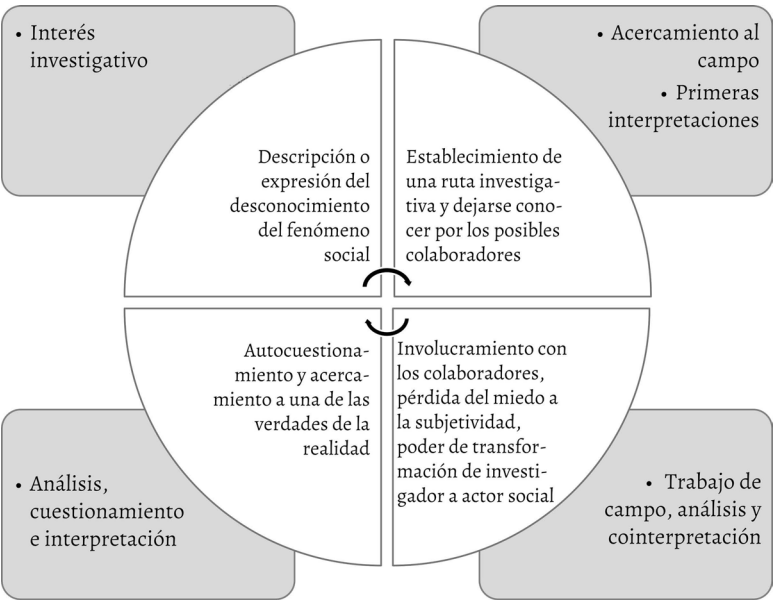 • Interés
investigativo
• Acercamiento al
campo
• Primeras
interpretaciones
Descripción o
expresión del
desconocimiento
del fenómeno
social
Establecimiento de
una ruta investiga-
tiva y dejarse cono-
cer por los posibles
colaboradores
Autocuestiona-
miento y acerca-
miento a una de las
verdades de la
realidad
Involucramiento con
los colaboradores,
pérdida del miedo a
la subjetividad,
poder de transfor-
mación de investi-
gador a actor social
• Análisis,
cuestionamiento
e interpretación
• Trabajo de
campo, análisis y
cointerpretación